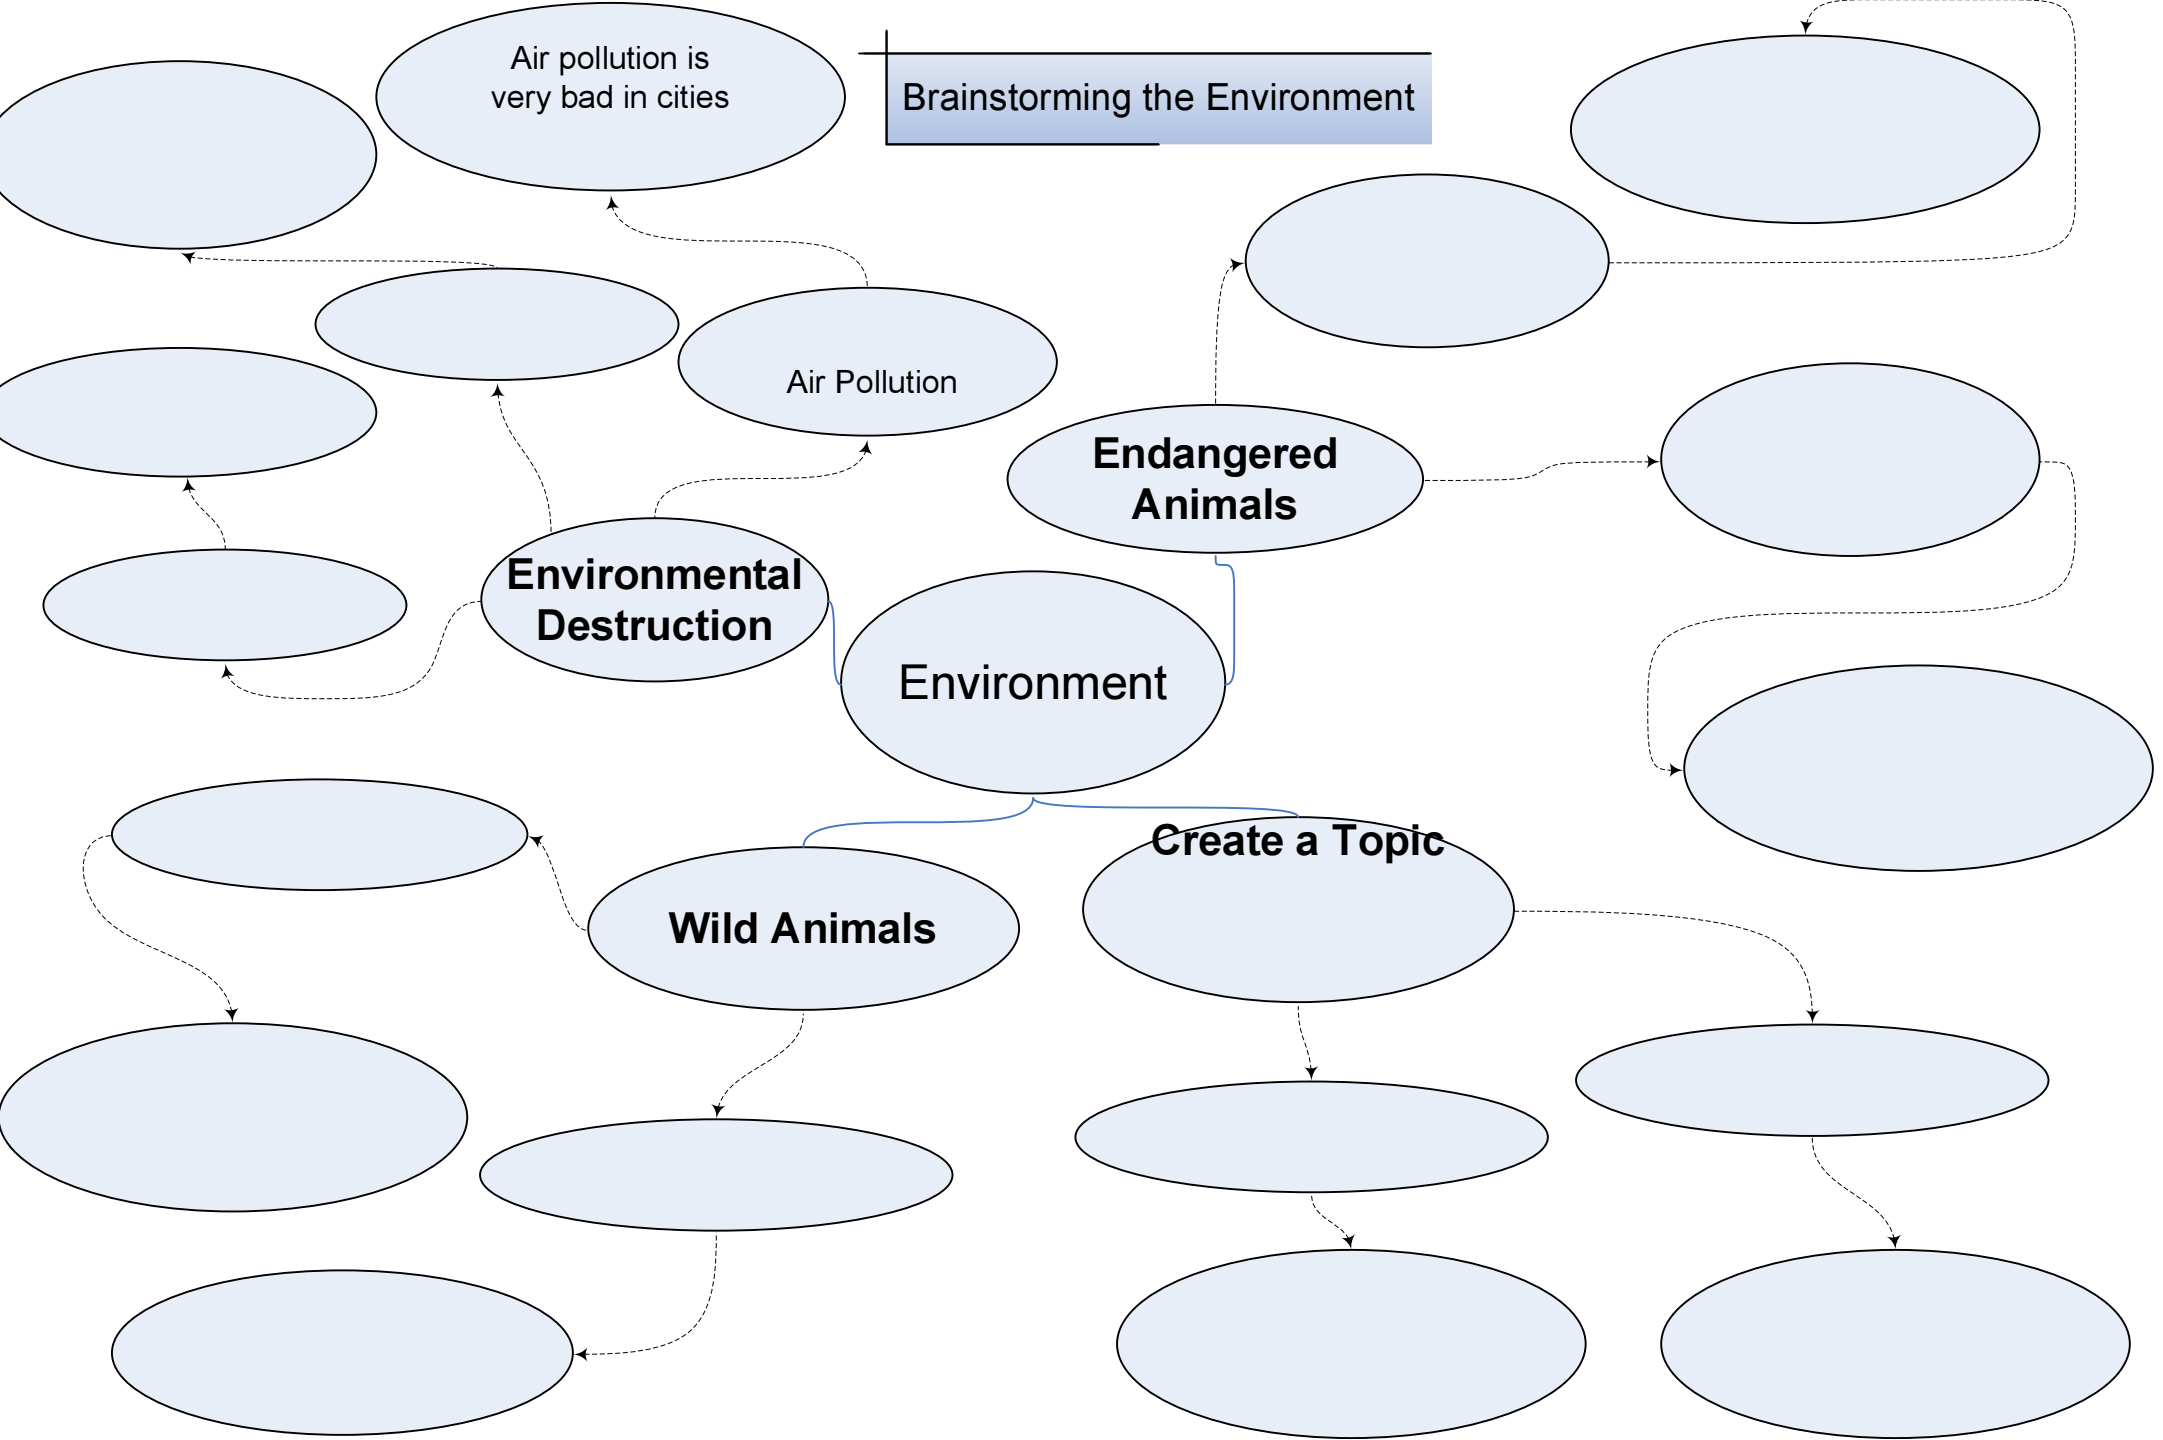 Air pollution is
very bad in cities
Brainstorming the Environment
Air Pollution
Endangered
Animals
Environmental
Destruction
Environment
Create a Topic
Wild Animals